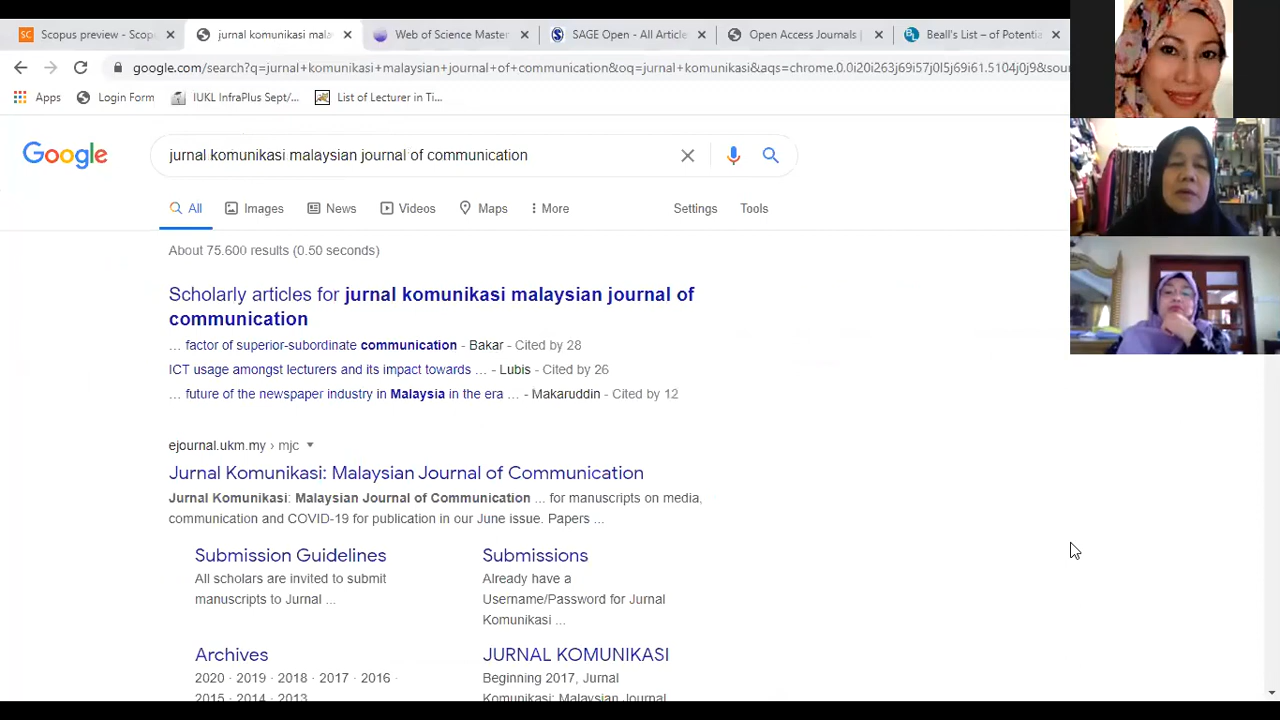 Scopus preview - Scop
jurnal komunikasi mala
Web of Science Master
SAGE Open - All Article
Open Access Journals |
Beall's List – of Potentia
google.com/search?q=jurnal+komunikasi+malaysian+journal+of+communication&oq=jurnal+komunikasi&aqs=chrome.0.0i20i263j69i57j0l5j69i61.5104j0j9&sour
Apps
Login Form
IUKL InfraPlus Sept/...
List of Lecturer in Ti...
Google
jurnal komunikasi malaysian journal of communication
All
Images
News
Videos
Maps
More
Settings
Tools
About 75.600 results (0.50 seconds)
Scholarly articles for jurnal komunikasi malaysian journal of
communication
... factor of superior-subordinate communication - Bakar - Cited by 28
ICT usage amongst lecturers and its impact towards ... - Lubis - Cited by 26
... future of the newspaper industry in Malaysia in the era ... - Makaruddin - Cited by 12
ejournal.ukm.my › mjc
Jurnal Komunikasi: Malaysian Journal of Communication
Jurnal Komunikasi: Malaysian Journal of Communication ... for manuscripts on media,
communication and COVID-19 for publication in our June issue. Papers ...
Submission Guidelines
All scholars are invited to submit
manuscripts to Jurnal ...
Submissions
Already have a
Username/Password for Jurnal
Komunikasi ...
Archives
2020 · 2019 · 2018 · 2017 · 2016 ·
2015 · 2014 · 2013
JURNAL KOMUNIKASI
Beginning 2017, Jurnal
Komunikasi: Malaysian Journal